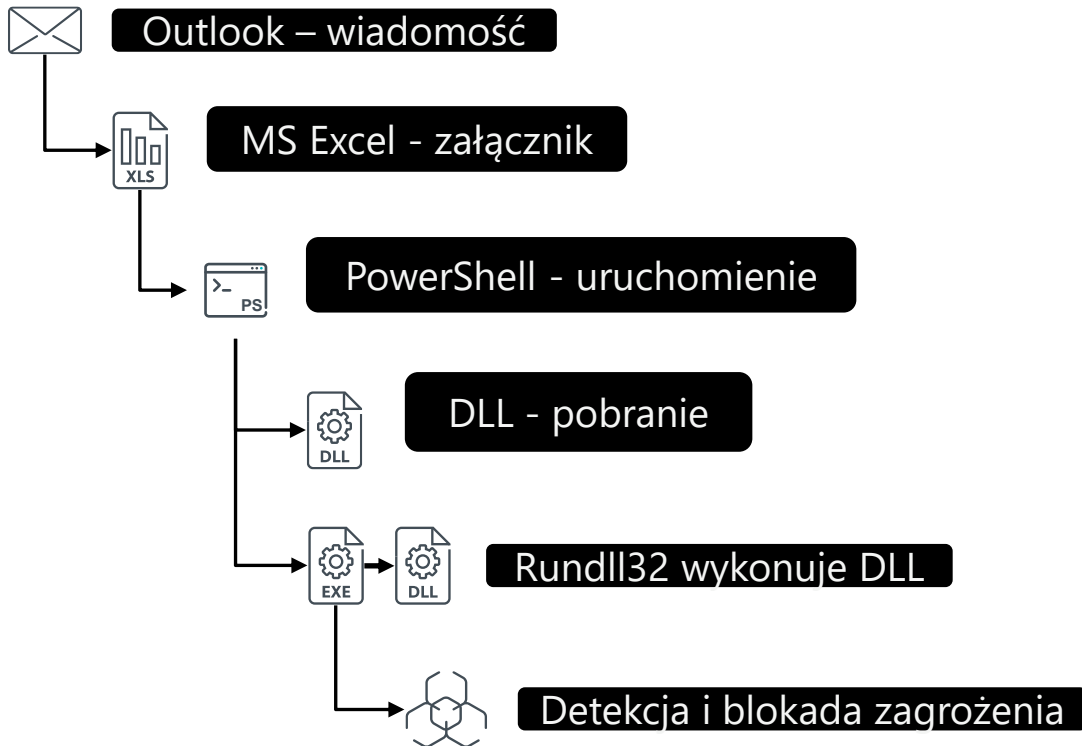 Outlook – wiadomość
MS Excel - załącznik
XLS
PowerShell - uruchomienie
>_
PS
DLL - pobranie
DLL
Rundll32 wykonuje DLL
EXE
DLL
Detekcja i blokada zagrożenia